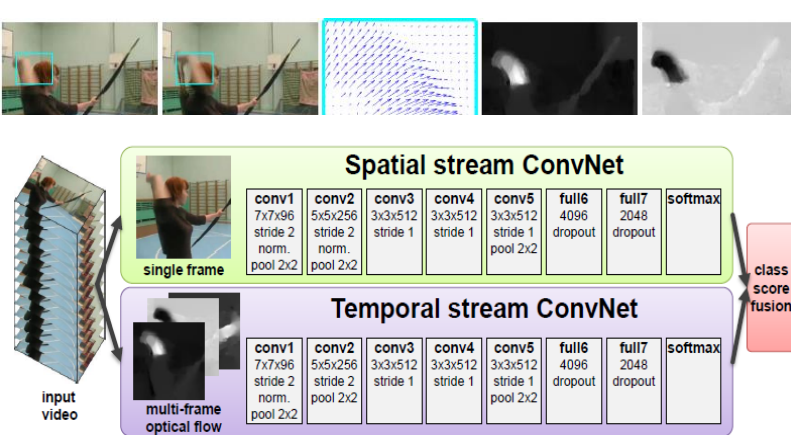 Spatial stream ConvNet
conv1
7x7x96
stride 2
norm.
pool 2x2
conv2
5x5x256
stride 2
norm.
pool 2x2
conv3
3x3x512
stride 1
conv4
3x3x512
stride 1
conv5
3x3x512
stride 1
pool 2x2
full6
4096
dropout
full7
2048
dropout
softmax
single frame
Temporal stream ConvNet
conv1
7x7x96
stride 2
norm.
pool 2x2
conv2
5x5x256
stride 2
pool 2x2
conv3
3x3x512
stride 1
conv4
3x3x512
stride 1
conv5
3x3x512
stride 1
pool 2x2
full6
4096
dropout
full7
2048
dropout
softmax
multi-frame
optical flow
input
video
class
score
fusion